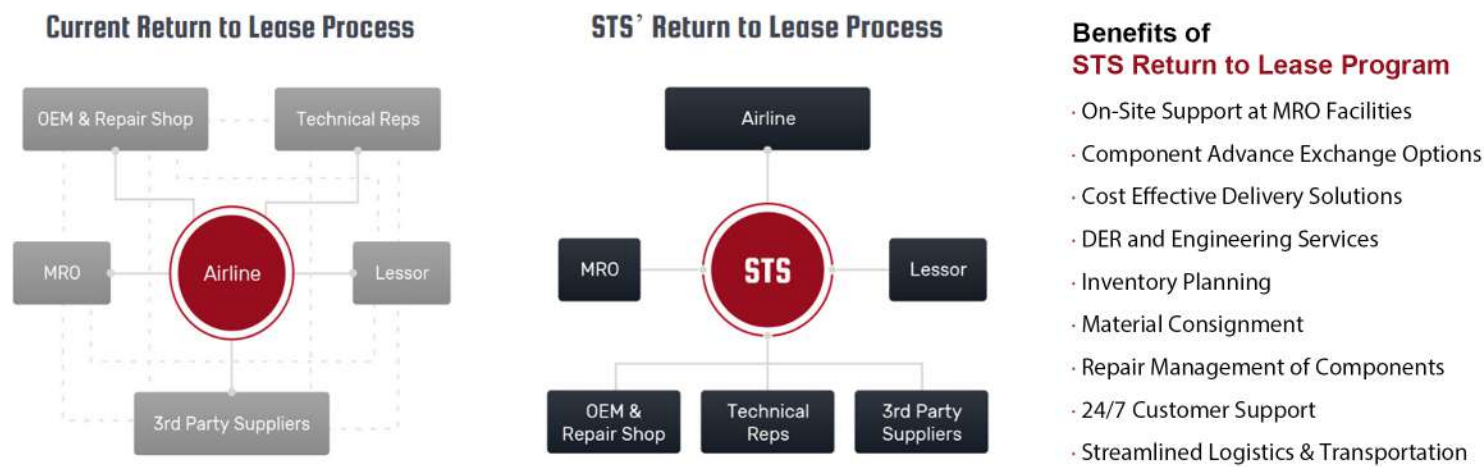 Current Return to Lease Process
OEM & Repair Shop
Technical Reps
MRO
Airline
Lessor
3rd Party Suppliers
STS’ Return to Lease Process
Airline
MRO
STS
Lessor
OEM &
Repair Shop
Technical
Reps
3rd Party
Suppliers
Benefits of
STS Return to Lease Program
· On-Site Support at MRO Facilities
· Component Advance Exchange Options
· Cost Effective Delivery Solutions
· DER and Engineering Services
· Inventory Planning
· Material Consignment
· Repair Management of Components
· 24/7 Customer Support
· Streamlined Logistics & Transportation